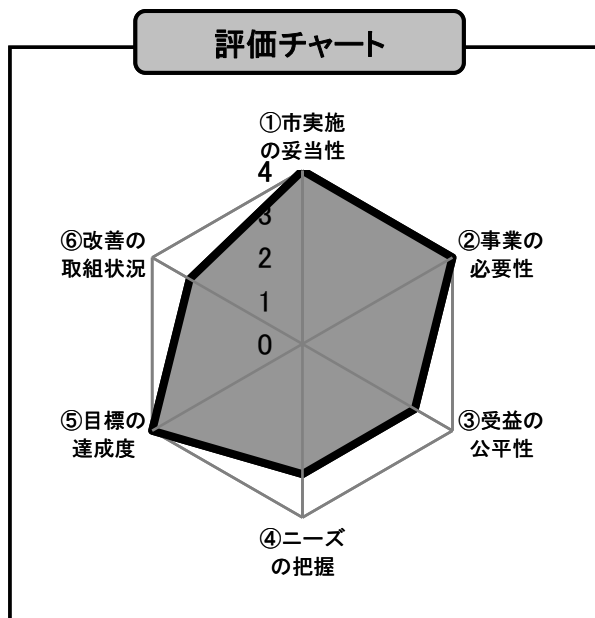 評価チャート
①市実施
の妥当性
4
3
2
1
0
②事業の
必要性
③受益の
公平性
④ニーズ
の把握
⑤目標の
達成度
⑥改善の
取組状況